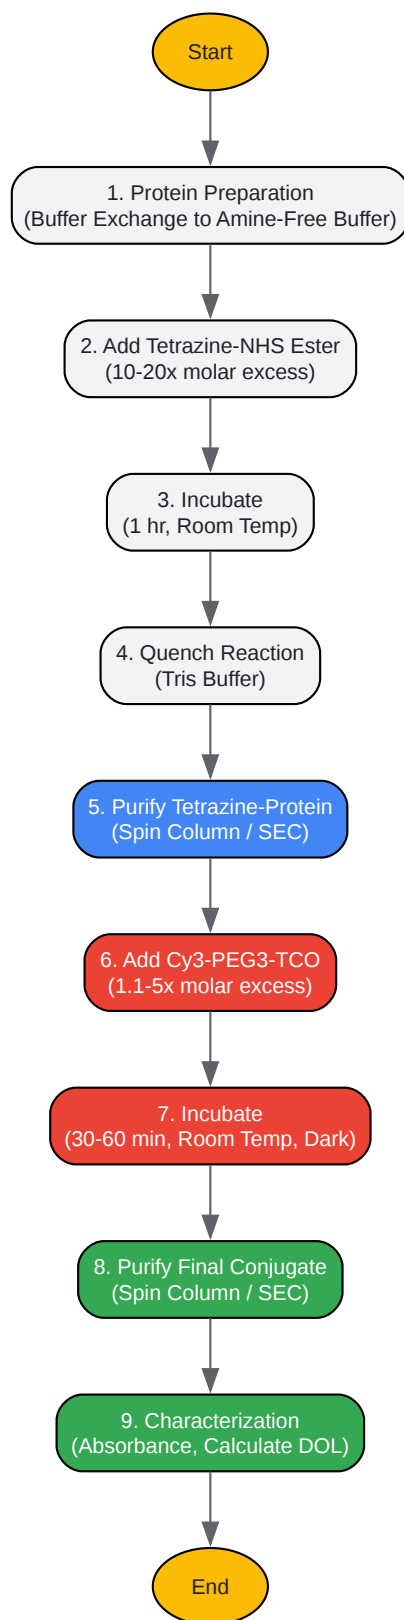 Start
1. Protein Preparation
(Buffer Exchange to Amine-Free Buffer)
2. Add Tetrazine-NHS Ester
(10-20x molar excess)
3. Incubate
(1 hr, Room Temp)
4. Quench Reaction
(Tris Buffer)
5. Purify Tetrazine-Protein
(Spin Column / SEC)
6. Add Cy3-PEG3-TCO
(1.1-5x molar excess)
7. Incubate
(30-60 min, Room Temp, Dark)
8. Purify Final Conjugate
(Spin Column / SEC)
9. Characterization
(Absorbance, Calculate DOL)
End